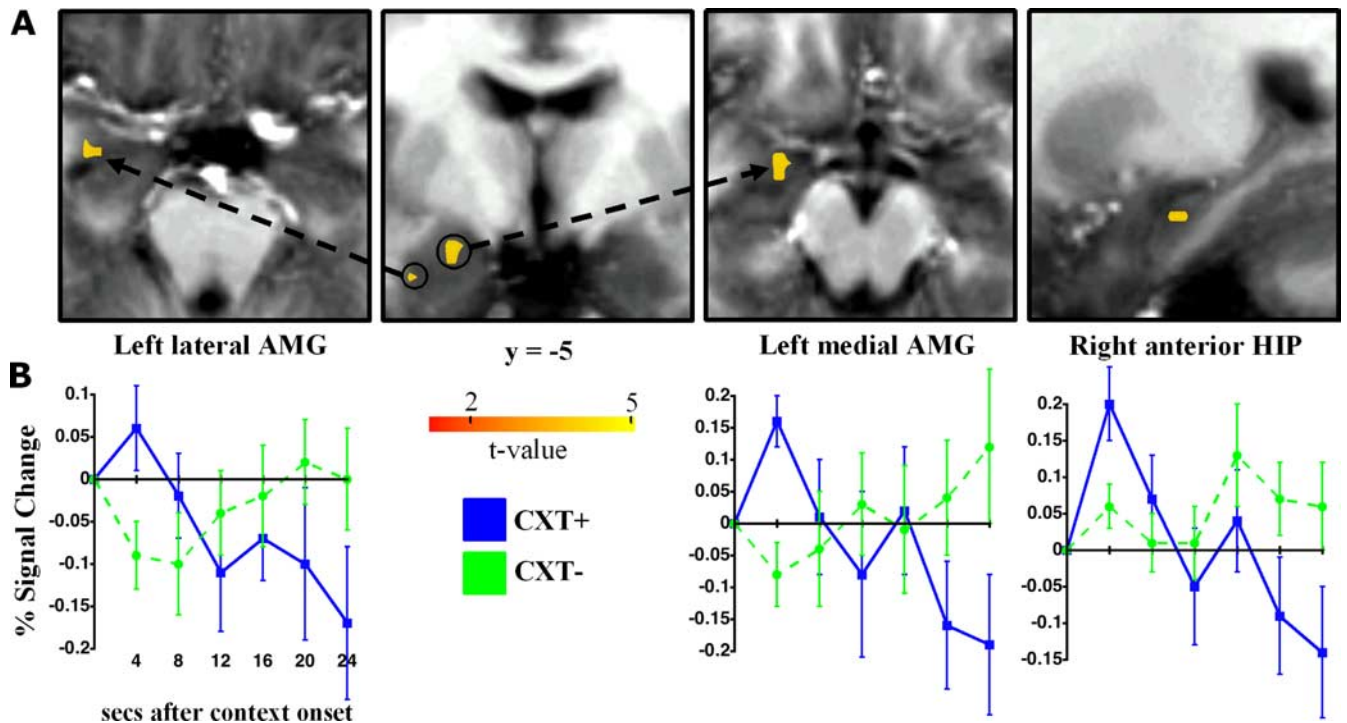 A
Left lateral AMG
y = -5
Left medial AMG
Right anterior HIP
B
% Signal Change
0.1
0.05
0
-0.05
-0.1
-0.15
-0.2
4 8 12 16 20 24
secs after context onset
2 5
t-value
CXT+
CXT-
0.2
0.15
0.1
0.05
0
-0.05
-0.1
-0.15
-0.2
0.2
0.15
0.1
0.05
0
-0.05
-0.1
-0.15